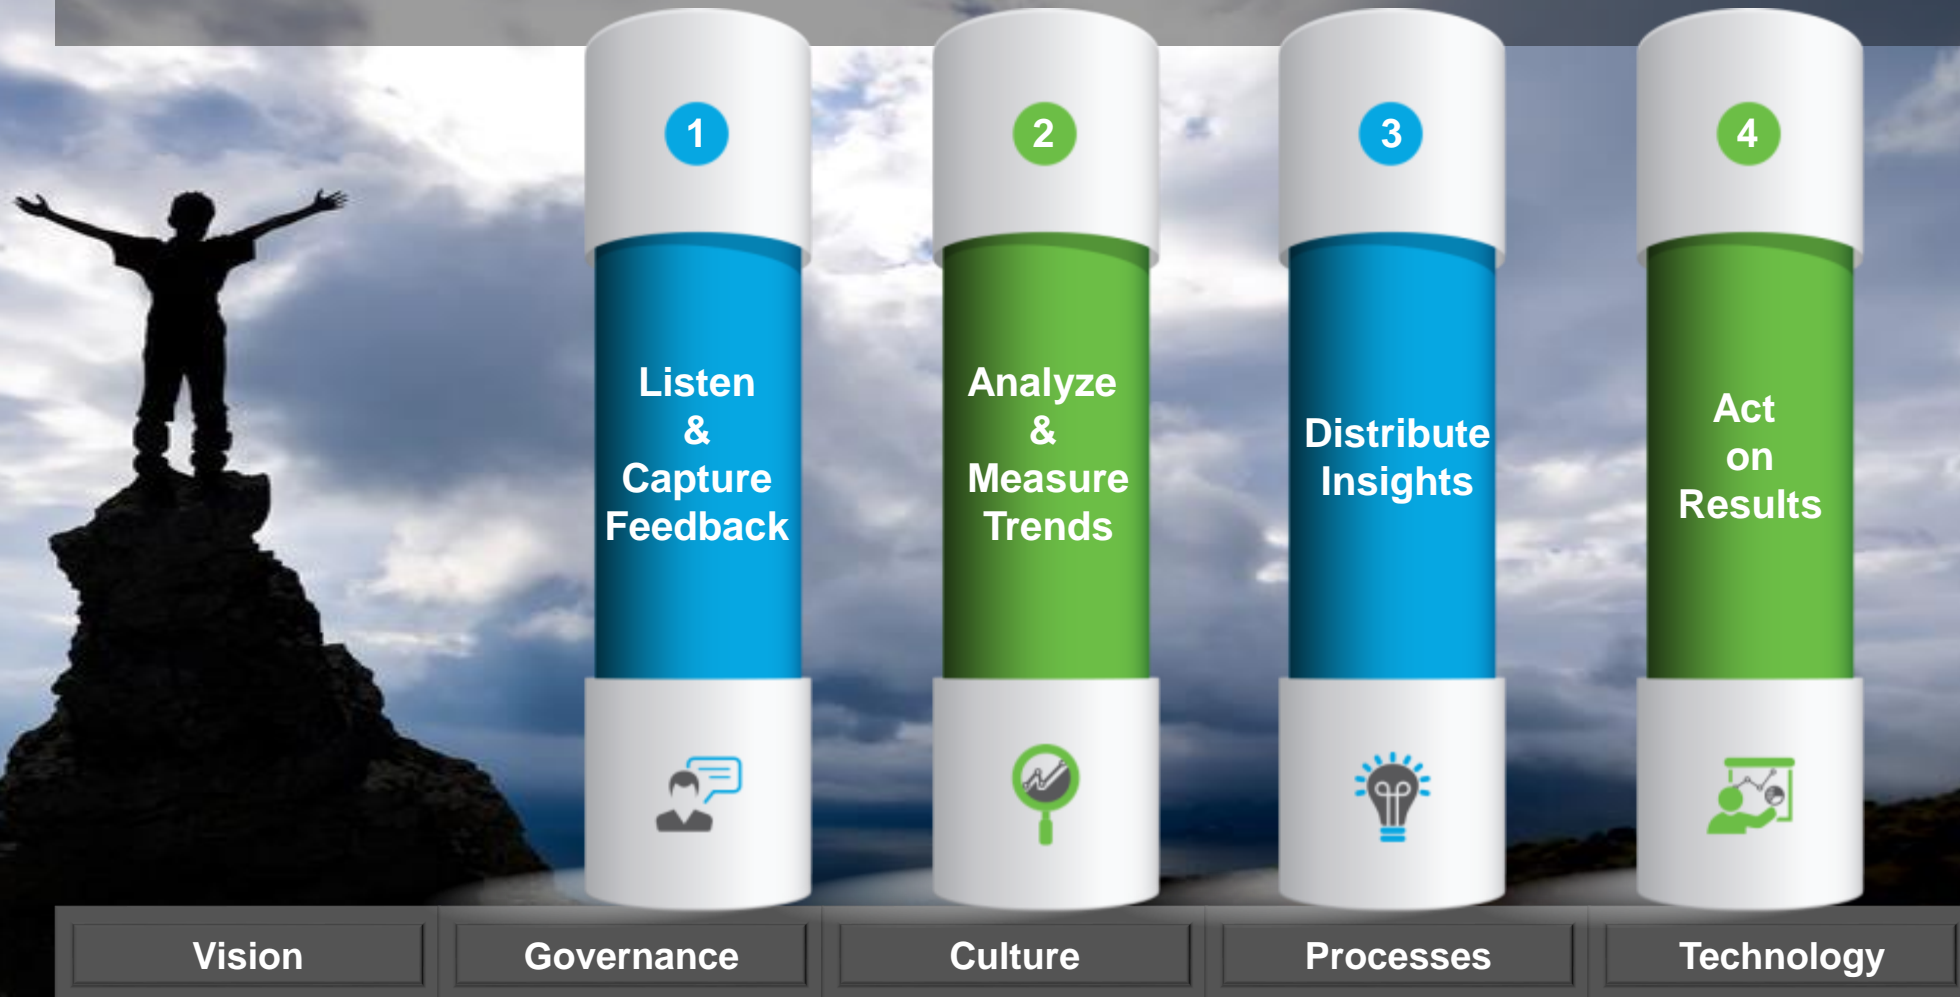 1
2
3
4
Listen
&
Capture
Feedback
Analyze
&
Measure
Trends
Distribute
Insights
Act
on
Results
Vision
Governance
Culture
Processes
Technology